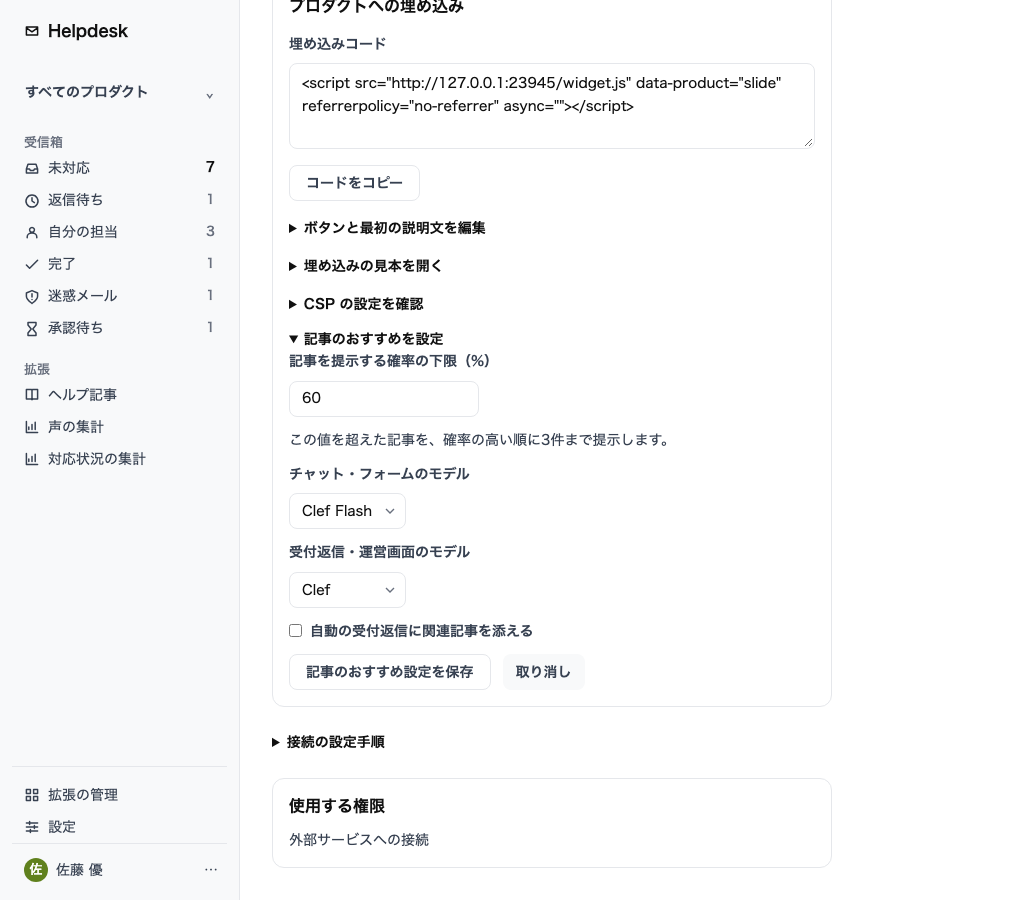 Helpdesk
すべてのプロダクト
受信箱
未対応 7
返信待ち 1
自分の担当 3
完了 1
迷惑メール 1
承認待ち 1
拡張
ヘルプ記事
声の集計
対応状況の集計
拡張の管理
設定
佐 佐藤 優 …
プロダクトへの埋め込み
埋め込みコード
<script src="http://127.0.0.1:23945/widget.js" data-product="slide"
referrerpolicy="no-referrer" async=""></script>
コードをコピー
ボタンと最初の説明文を編集
埋め込みの見本を開く
CSP の設定を確認
記事のおすすめを設定
記事を提示する確率の下限（%）
60
この値を超えた記事を、確率の高い順に3件まで提示します。
チャット・フォームのモデル
Clef Flash
受付返信・運営画面のモデル
Clef
自動の受付返信に関連記事を添える
記事のおすすめ設定を保存 取り消し
接続の設定手順
使用する権限
外部サービスへの接続